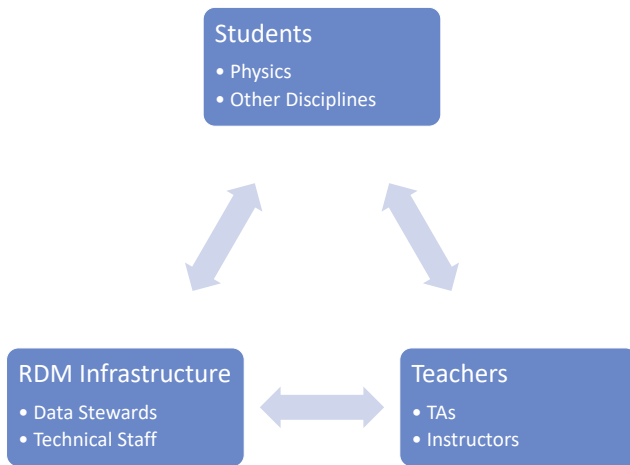 Students
• Physics
• Other Disciplines
RDM Infrastructure
• Data Stewards
• Technical Staff
Teachers
• TAs
• Instructors